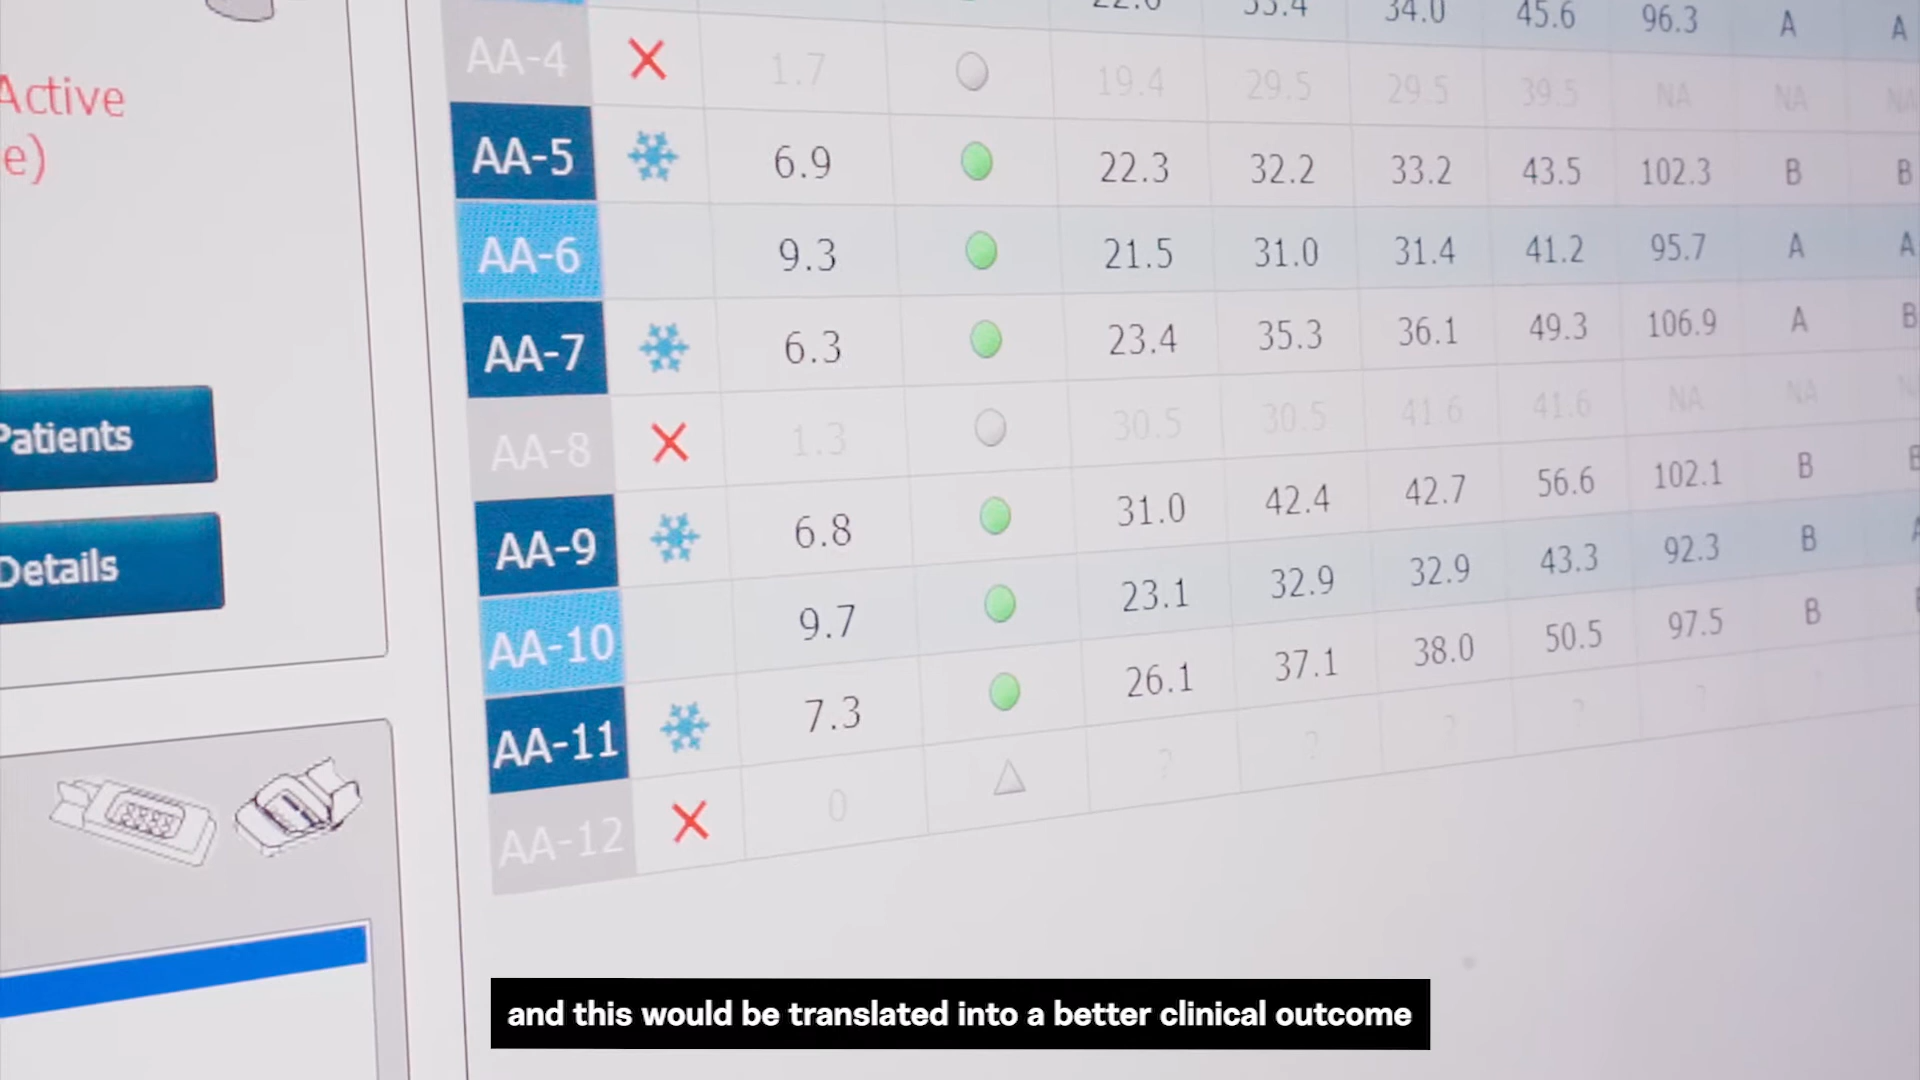 35.4 34.0 45.6 96.3 A A
AA-4 1.7 19.4 29.5 29.5 39.5 NA NA NA
Active
e)
AA-5 6.9 22.3 32.2 33.2 43.5 102.3 B B
AA-6 9.3 21.5 31.0 31.4 41.2 95.7 A A
AA-7 6.3 23.4 35.3 36.1 49.3 106.9 A B
Patients
AA-8 1.3 30.5 30.5 41.6 41.6 NA NA
AA-9 6.8 31.0 42.4 42.7 56.6 102.1 B
Details
AA-10 9.7 23.1 32.9 32.9 43.3 92.3 B A
AA-11 7.3 26.1 37.1 38.0 50.5 97.5 B
AA-12 0 ? ? ? ? ?
and this would be translated into a better clinical outcome